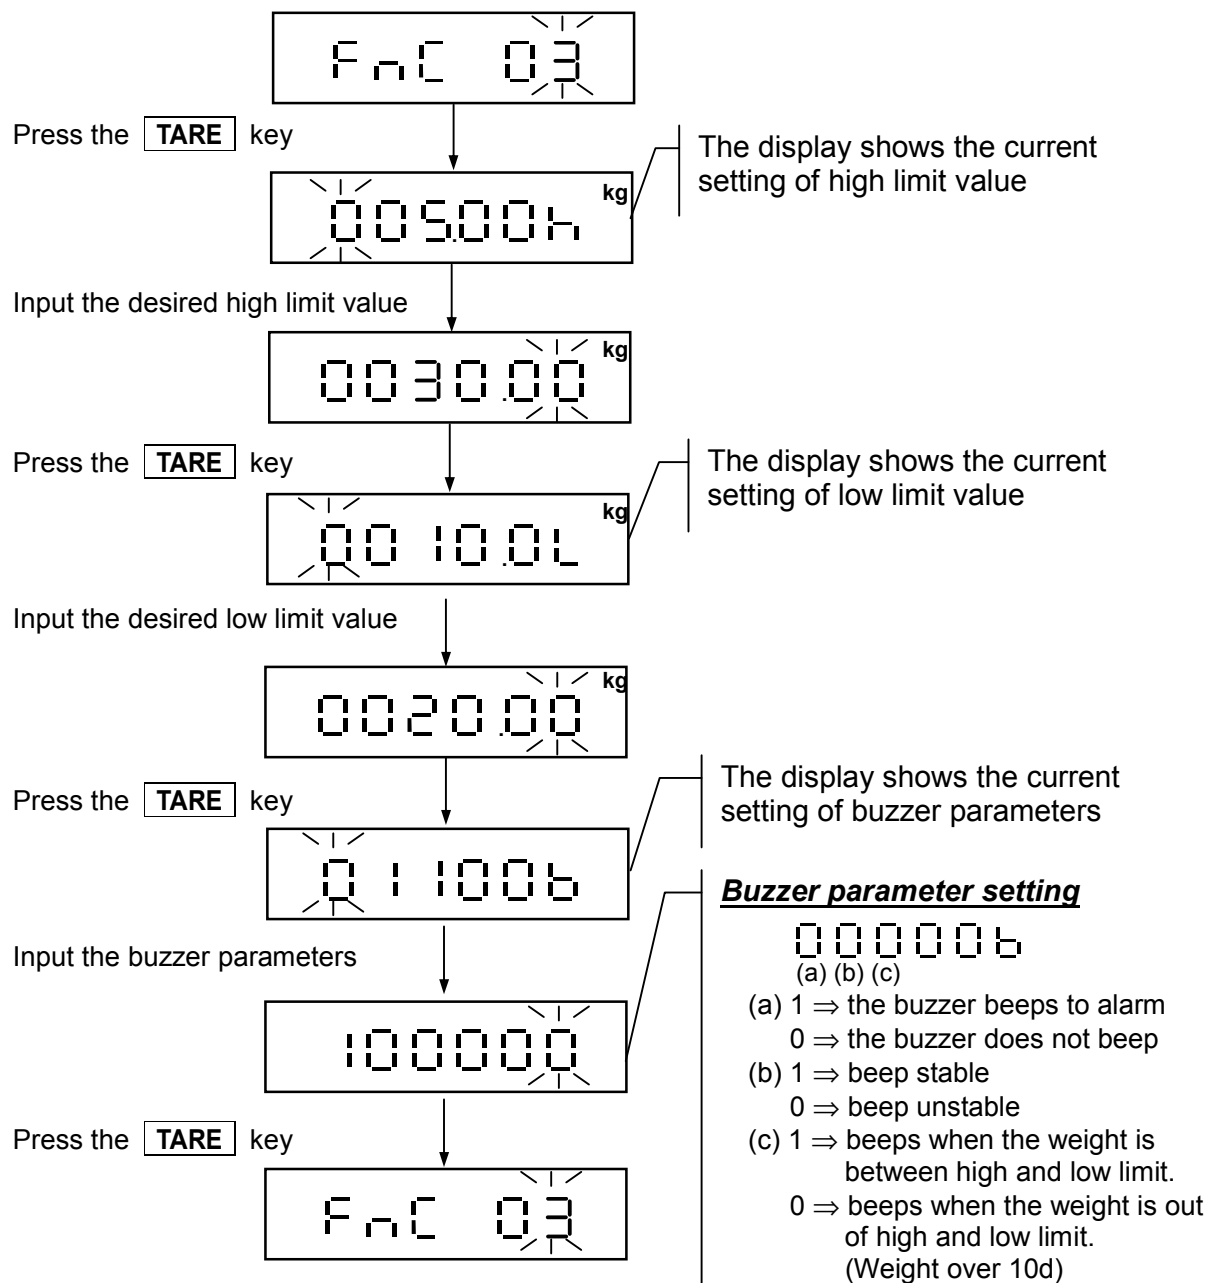 FnC 03
Press the TARE key
kg
005.00h
The display shows the current
setting of high limit value
Input the desired high limit value
kg
0030.00
Press the TARE key
kg
0010.0L
The display shows the current
setting of low limit value
Input the desired low limit value
kg
0020.00
Press the TARE key
The display shows the current
setting of buzzer parameters
01100b
Input the buzzer parameters
100000
Press the TARE key
FnC 03
Buzzer parameter setting
00000b
(a) (b) (c)
(a) 1 ⇒ the buzzer beeps to alarm
0 ⇒ the buzzer does not beep
(b) 1 ⇒ beep stable
0 ⇒ beep unstable
(c) 1 ⇒ beeps when the weight is
between high and low limit.
0 ⇒ beeps when the weight is out
of high and low limit.
(Weight over 10d)